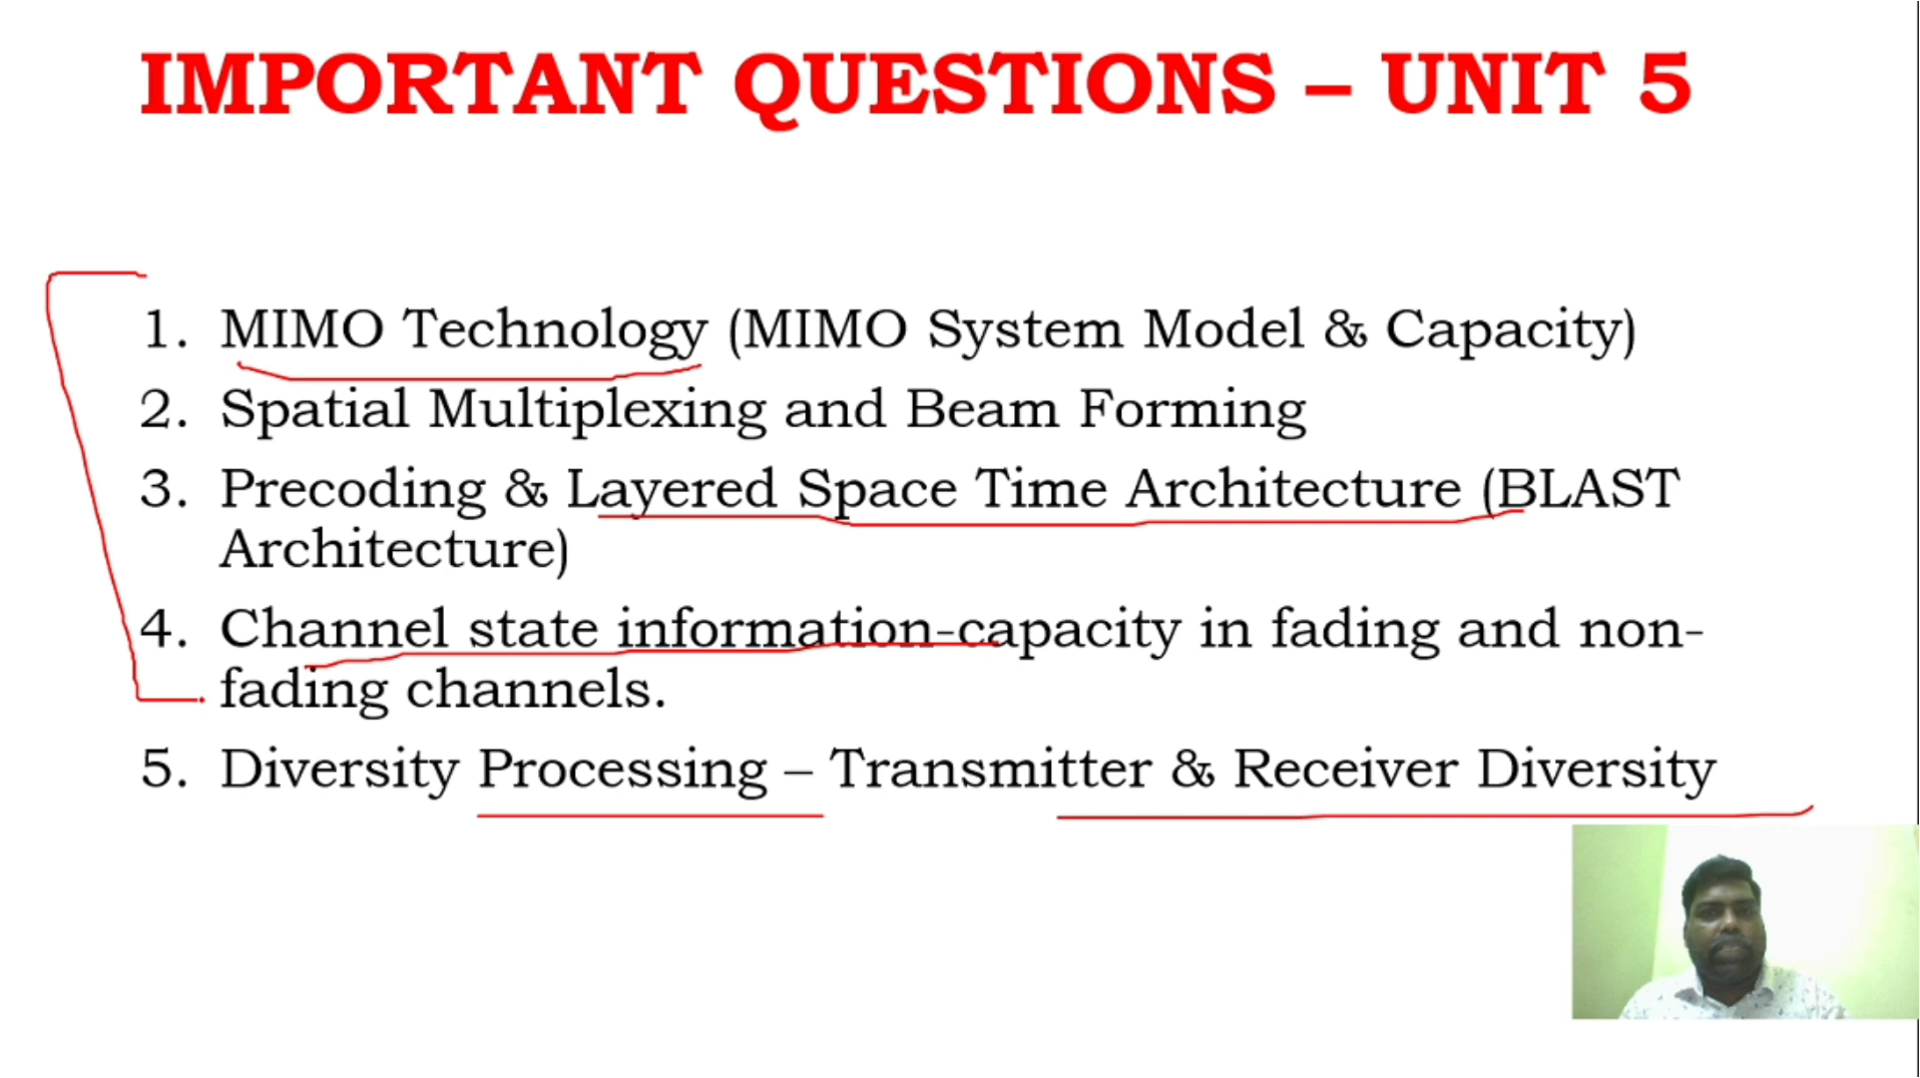 IMPORTANT QUESTIONS – UNIT 5
1. MIMO Technology (MIMO System Model & Capacity)
2. Spatial Multiplexing and Beam Forming
3. Precoding & Layered Space Time Architecture (BLAST
Architecture)
4. Channel state information-capacity in fading and non-
fading channels.
5. Diversity Processing – Transmitter & Receiver Diversity